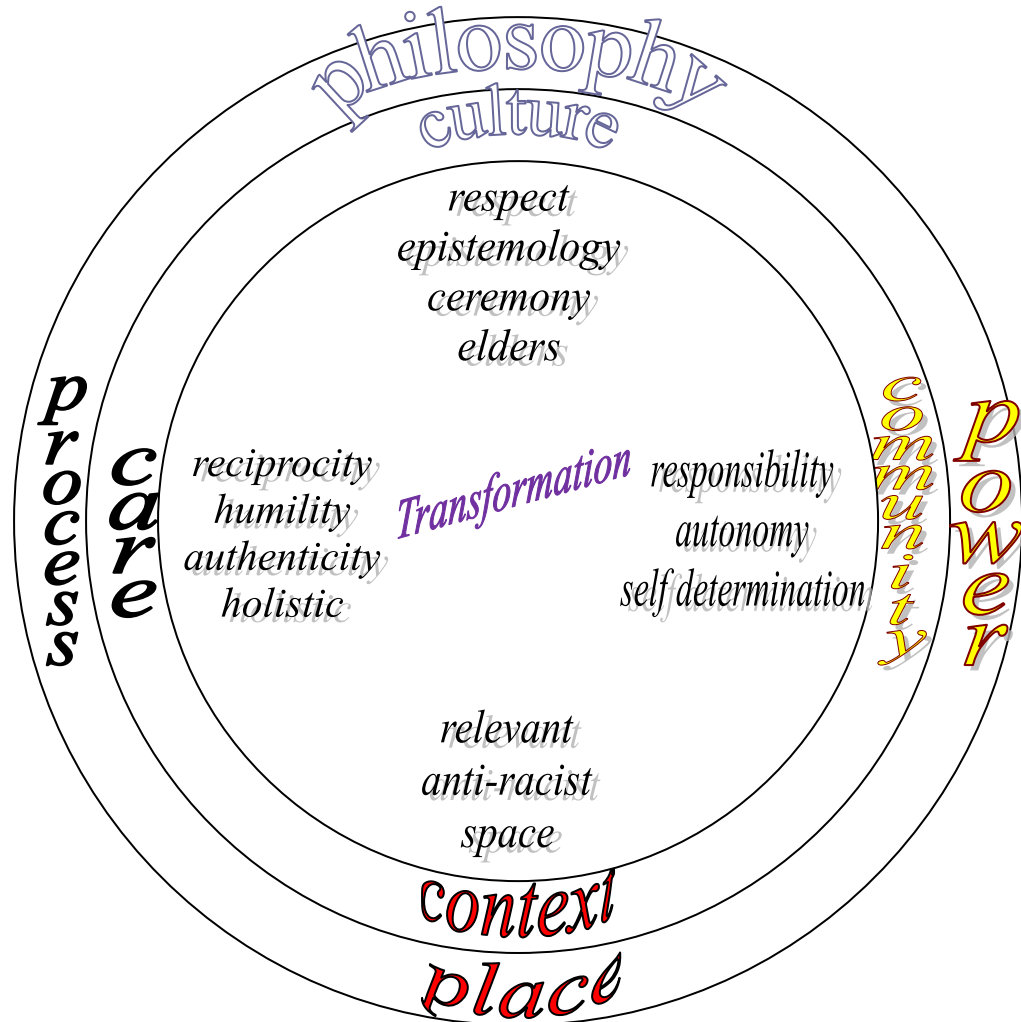 philosophy
culture
respect
epistemology
ceremony
elders
process
care
reciprocity
humility
authenticity
holistic
Transformation
responsibility
autonomy
self determination
community
power
relevant
anti-racist
space
context
place